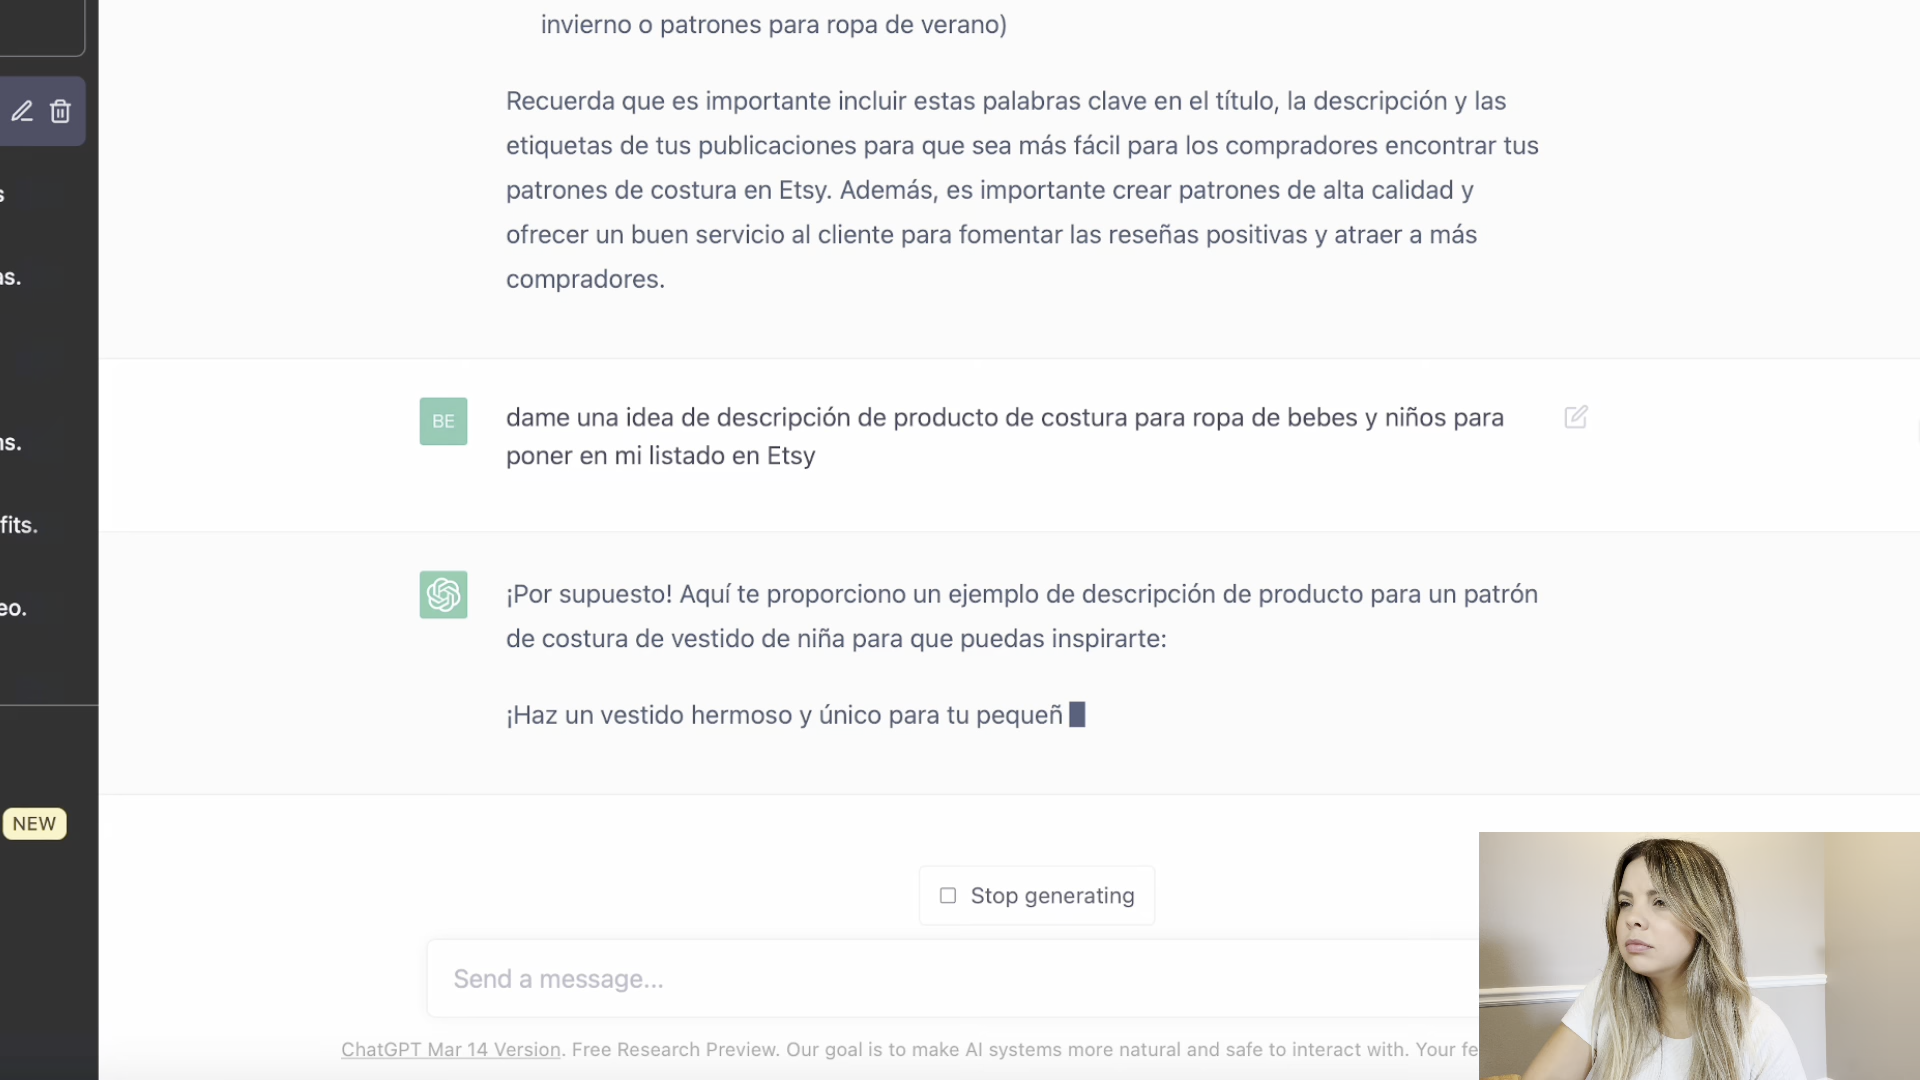 invierno o patrones para ropa de verano)
Recuerda que es importante incluir estas palabras clave en el título, la descripción y las
etiquetas de tus publicaciones para que sea más fácil para los compradores encontrar tus
patrones de costura en Etsy. Además, es importante crear patrones de alta calidad y
ofrecer un buen servicio al cliente para fomentar las reseñas positivas y atraer a más
compradores.
s
as.
ns.
fits.
eo.
NEW
BE
dame una idea de descripción de producto de costura para ropa de bebes y niños para
poner en mi listado en Etsy
¡Por supuesto! Aquí te proporciono un ejemplo de descripción de producto para un patrón
de costura de vestido de niña para que puedas inspirarte:
¡Haz un vestido hermoso y único para tu pequeñ
Stop generating
Send a message...
ChatGPT Mar 14 Version. Free Research Preview. Our goal is to make AI systems more natural and safe to interact with. Your fe